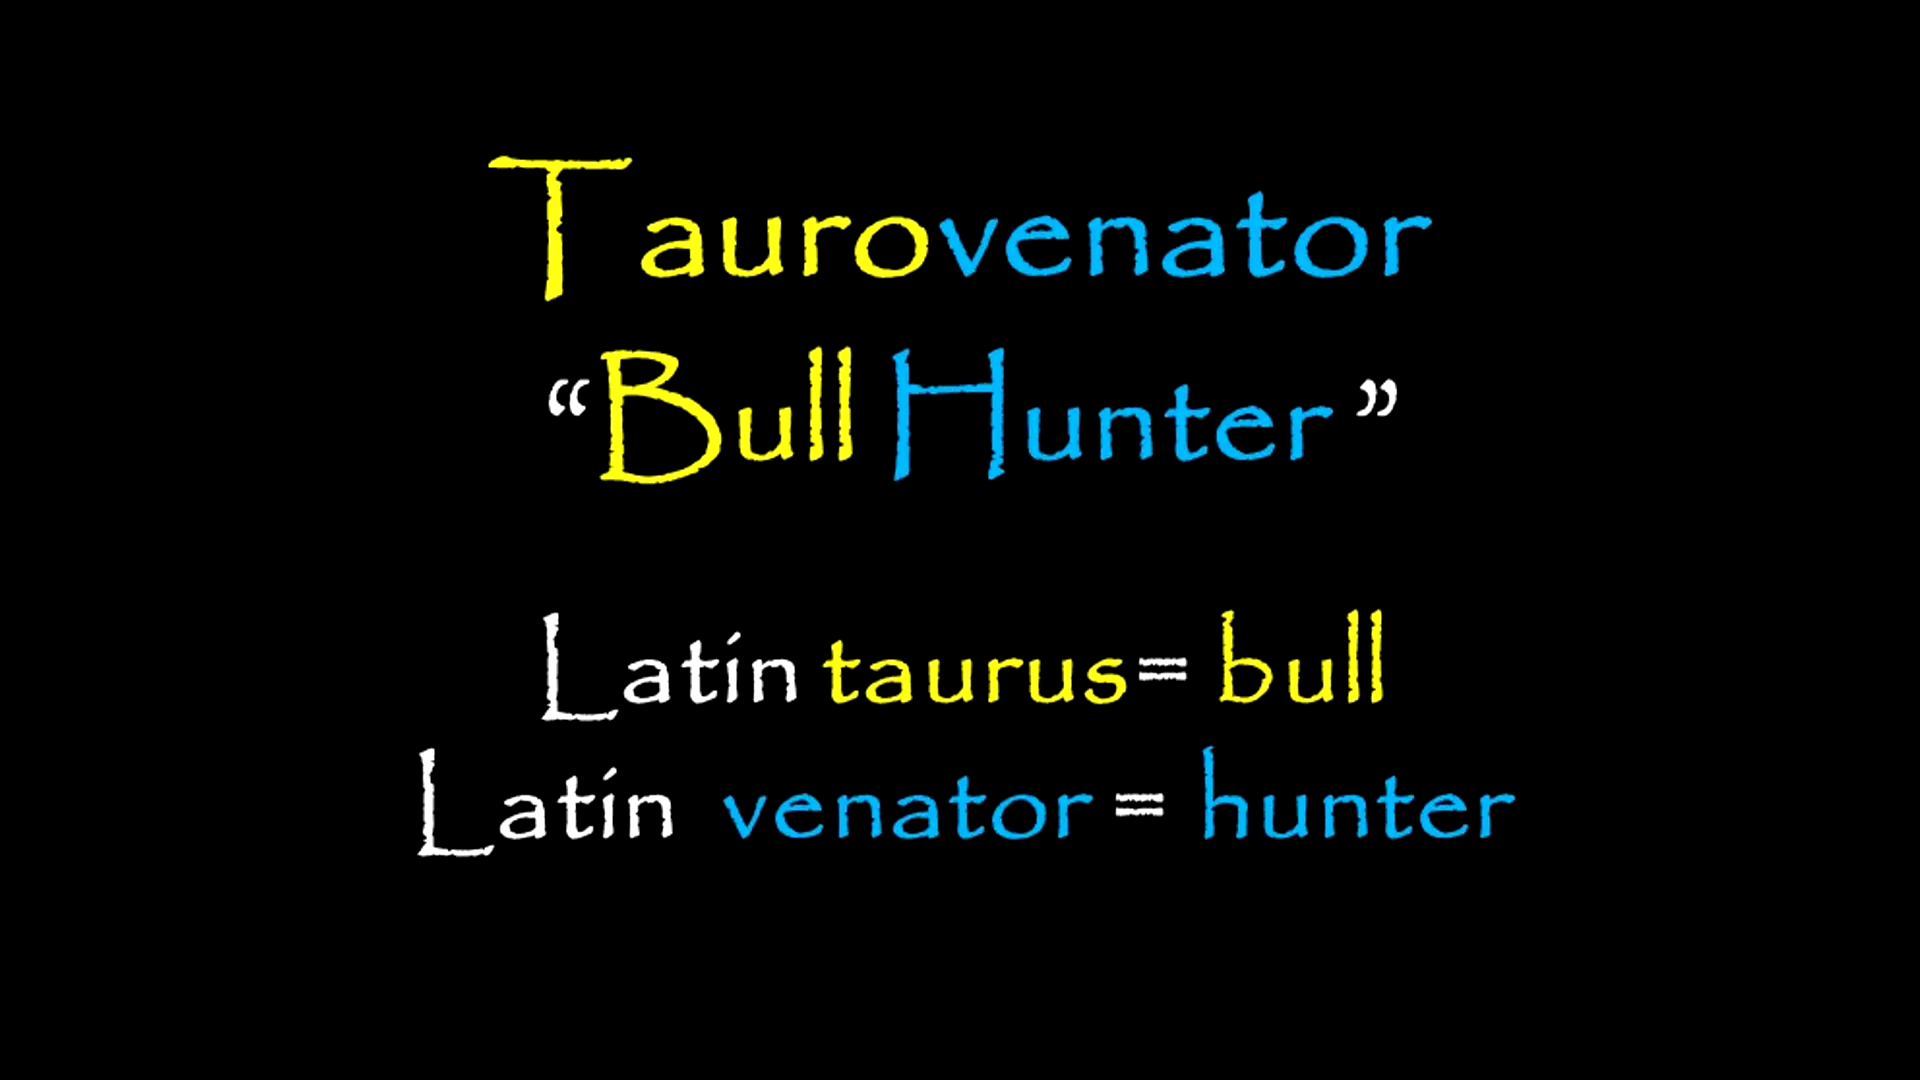 Taurovenator
“Bull Hunter”
Latin taurus= bull
Latin venator = hunter